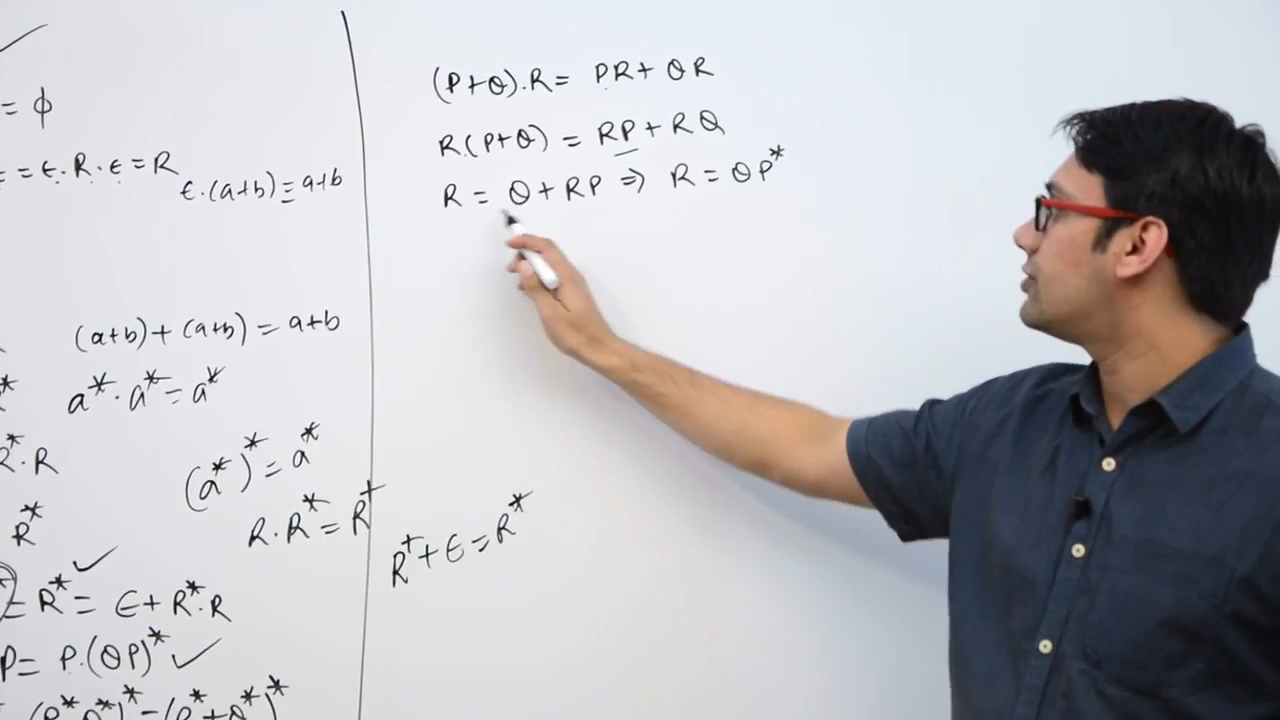 = ϕ
= ε.R.ε = R
ε.(a+b) = a+b
(a+b)+(a+b) = a+b
a*.a* = a*
R*.R
(a*)* = a*
R*
R.R* = R⁺
= R* = ε+R*.R
P = P.(QP)*
(P*Q*)* = (P*+Q*)*
(P+Q).R = PR+QR
R.(P+Q) = RP+RQ
R = Q+RP ⇒ R = QP*
R⁺+ε = R*